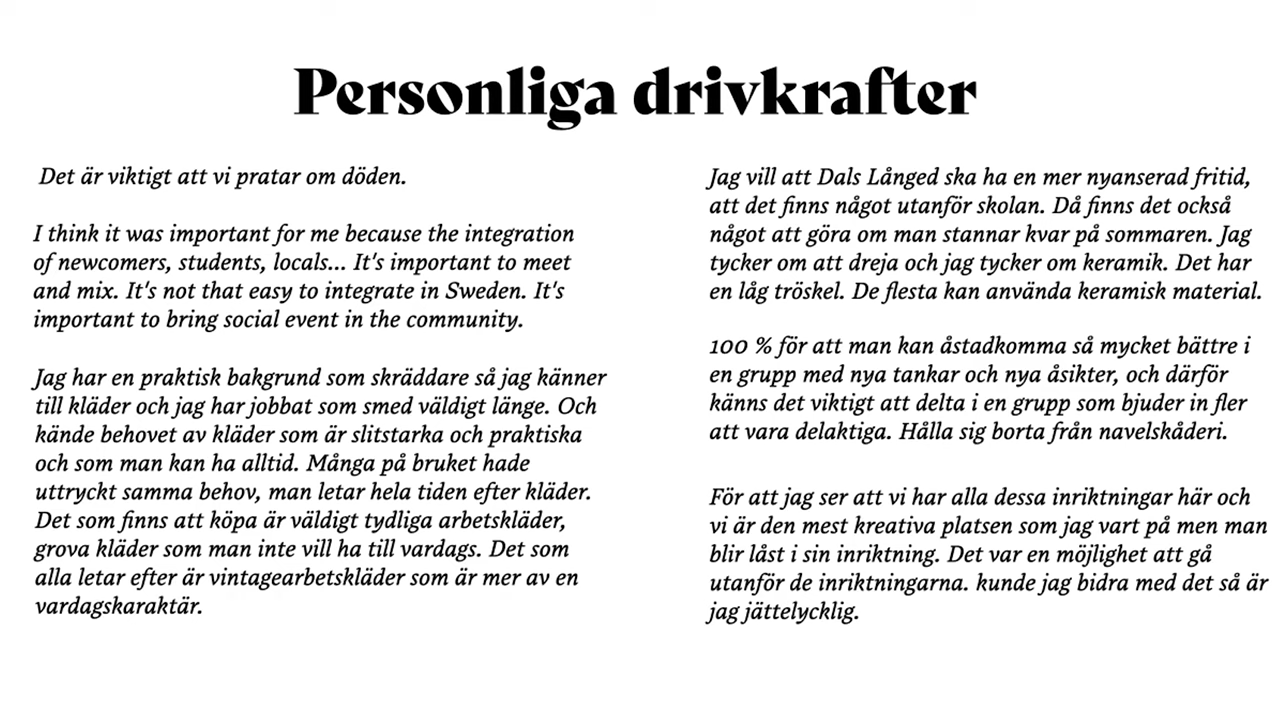 Personliga drivkrafter
Det är viktigt att vi pratar om döden.
I think it was important for me because the integration
of newcomers, students, locals... It's important to meet
and mix. It's not that easy to integrate in Sweden. It's
important to bring social event in the community.
Jag har en praktisk bakgrund som skräddare så jag känner
till kläder och jag har jobbat som smed väldigt länge. Och
kände behovet av kläder som är slitstarka och praktiska
och som man kan ha alltid. Många på bruket hade
uttryckt samma behov, man letar hela tiden efter kläder.
Det som finns att köpa är väldigt tydliga arbetskläder,
grova kläder som man inte vill ha till vardags. Det som
alla letar efter är vintagearbetskläder som är mer av en
vardagskaraktär.
Jag vill att Dals Långed ska ha en mer nyanserad fritid,
att det finns något utanför skolan. Då finns det också
något att göra om man stannar kvar på sommaren. Jag
tycker om att dreja och jag tycker om keramik. Det har
en låg tröskel. De flesta kan använda keramisk material.
100 % för att man kan åstadkomma så mycket bättre i
en grupp med nya tankar och nya åsikter, och därför
känns det viktigt att delta i en grupp som bjuder in fler
att vara delaktiga. Hålla sig borta från navelskåderi.
För att jag ser att vi har alla dessa inriktningar här och
vi är den mest kreativa platsen som jag vart på men man
blir låst i sin inriktning. Det var en möjlighet att gå
utanför de inriktningarna. kunde jag bidra med det så är
jag jättelycklig.